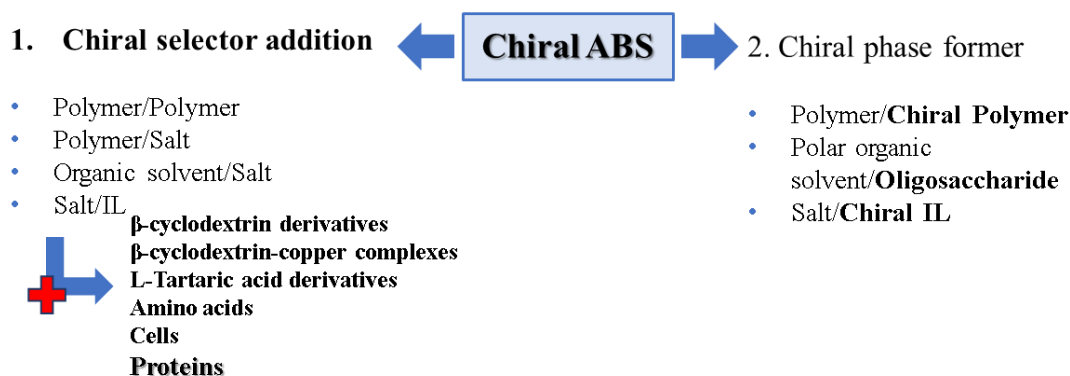 1. Chiral selector addition
Chiral ABS
2. Chiral phase former
• Polymer/Polymer
• Polymer/Salt
• Organic solvent/Salt
• Salt/IL
β-cyclodextrin derivatives
β-cyclodextrin-copper complexes
L-Tartaric acid derivatives
Amino acids
Cells
Proteins
• Polymer/Chiral Polymer
• Polar organic
solvent/Oligosaccharide
• Salt/Chiral IL